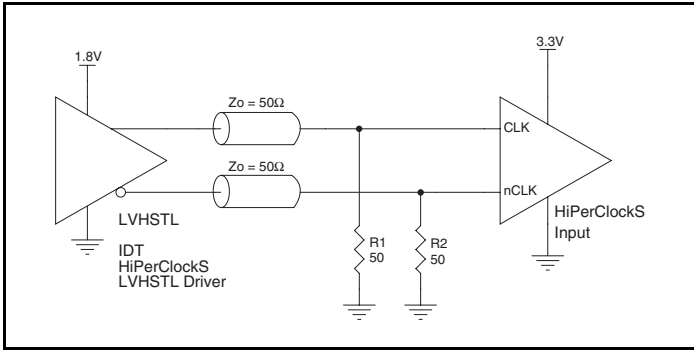 1.8V
3.3V
Zo = 50Ω
CLK
Zo = 50Ω
nCLK
LVHSTL
HiPerClockS
Input
IDT
HiPerClockS
LVHSTL Driver
R1
50
R2
50